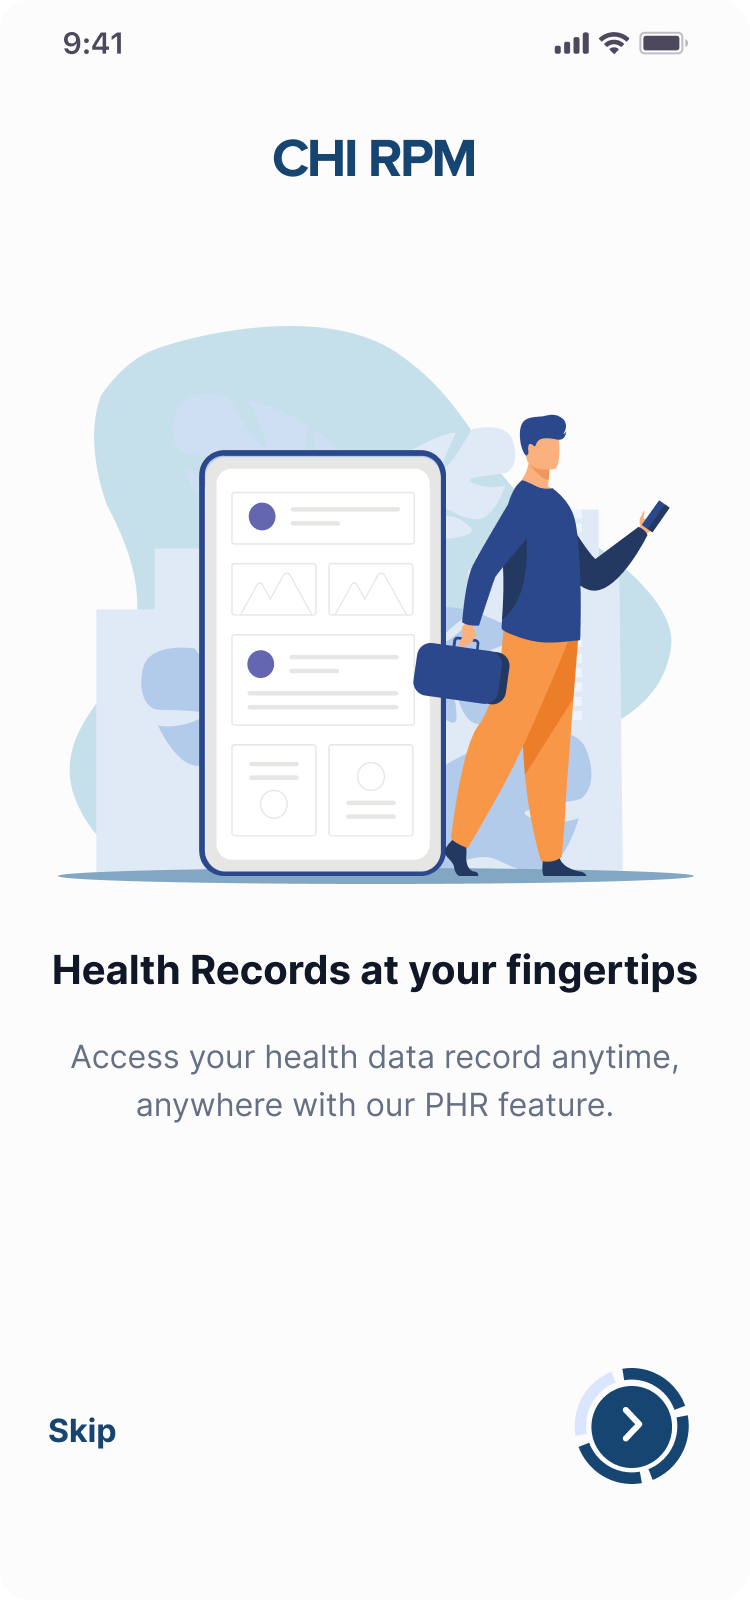 9:41
CHI RPM
Health Records at your fingertips
Access your health data record anytime,
anywhere with our PHR feature.
Skip